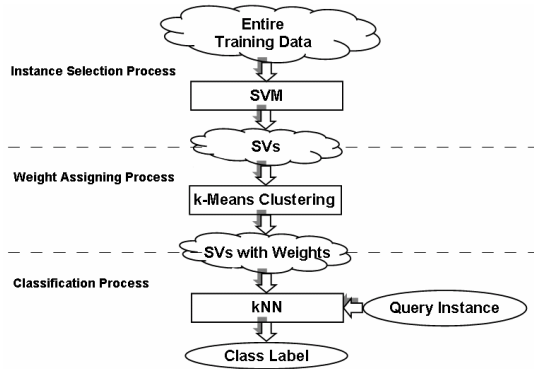 Entire
Training Data
Instance Selection Process
SVM
SVs
Weight Assigning Process
k-Means Clustering
SVs with Weights
Classification Process
kNN
Query Instance
Class Label